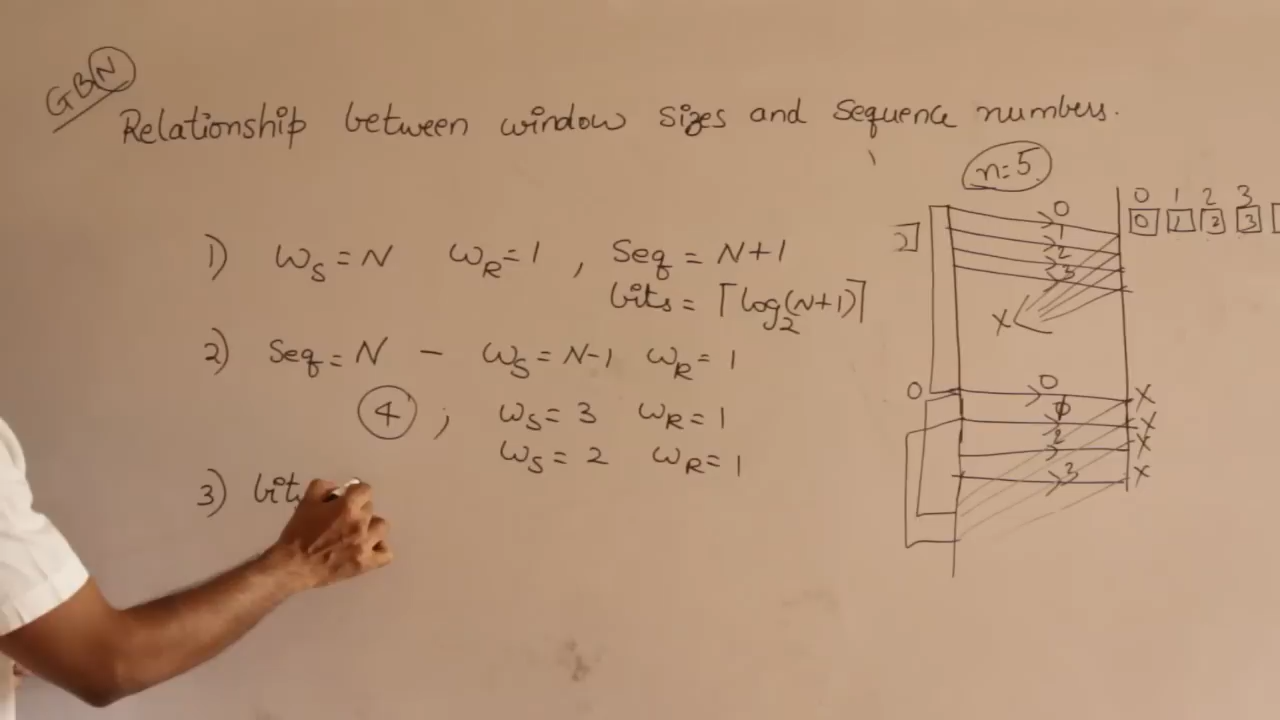 GBN
Relationship between window sizes and sequence numbers.
n=5
1) WS=N WR=1 , Seq = N+1
bits = ⌈log2(N+1)⌉
2) Seq=N - WS=N-1 WR=1
4 ; WS=3 WR=1
WS=2 WR=1
3) bits
0 1 2 3
0 1 2 3
0
1
2
3
X
0 0 X
X
2 X
3 X